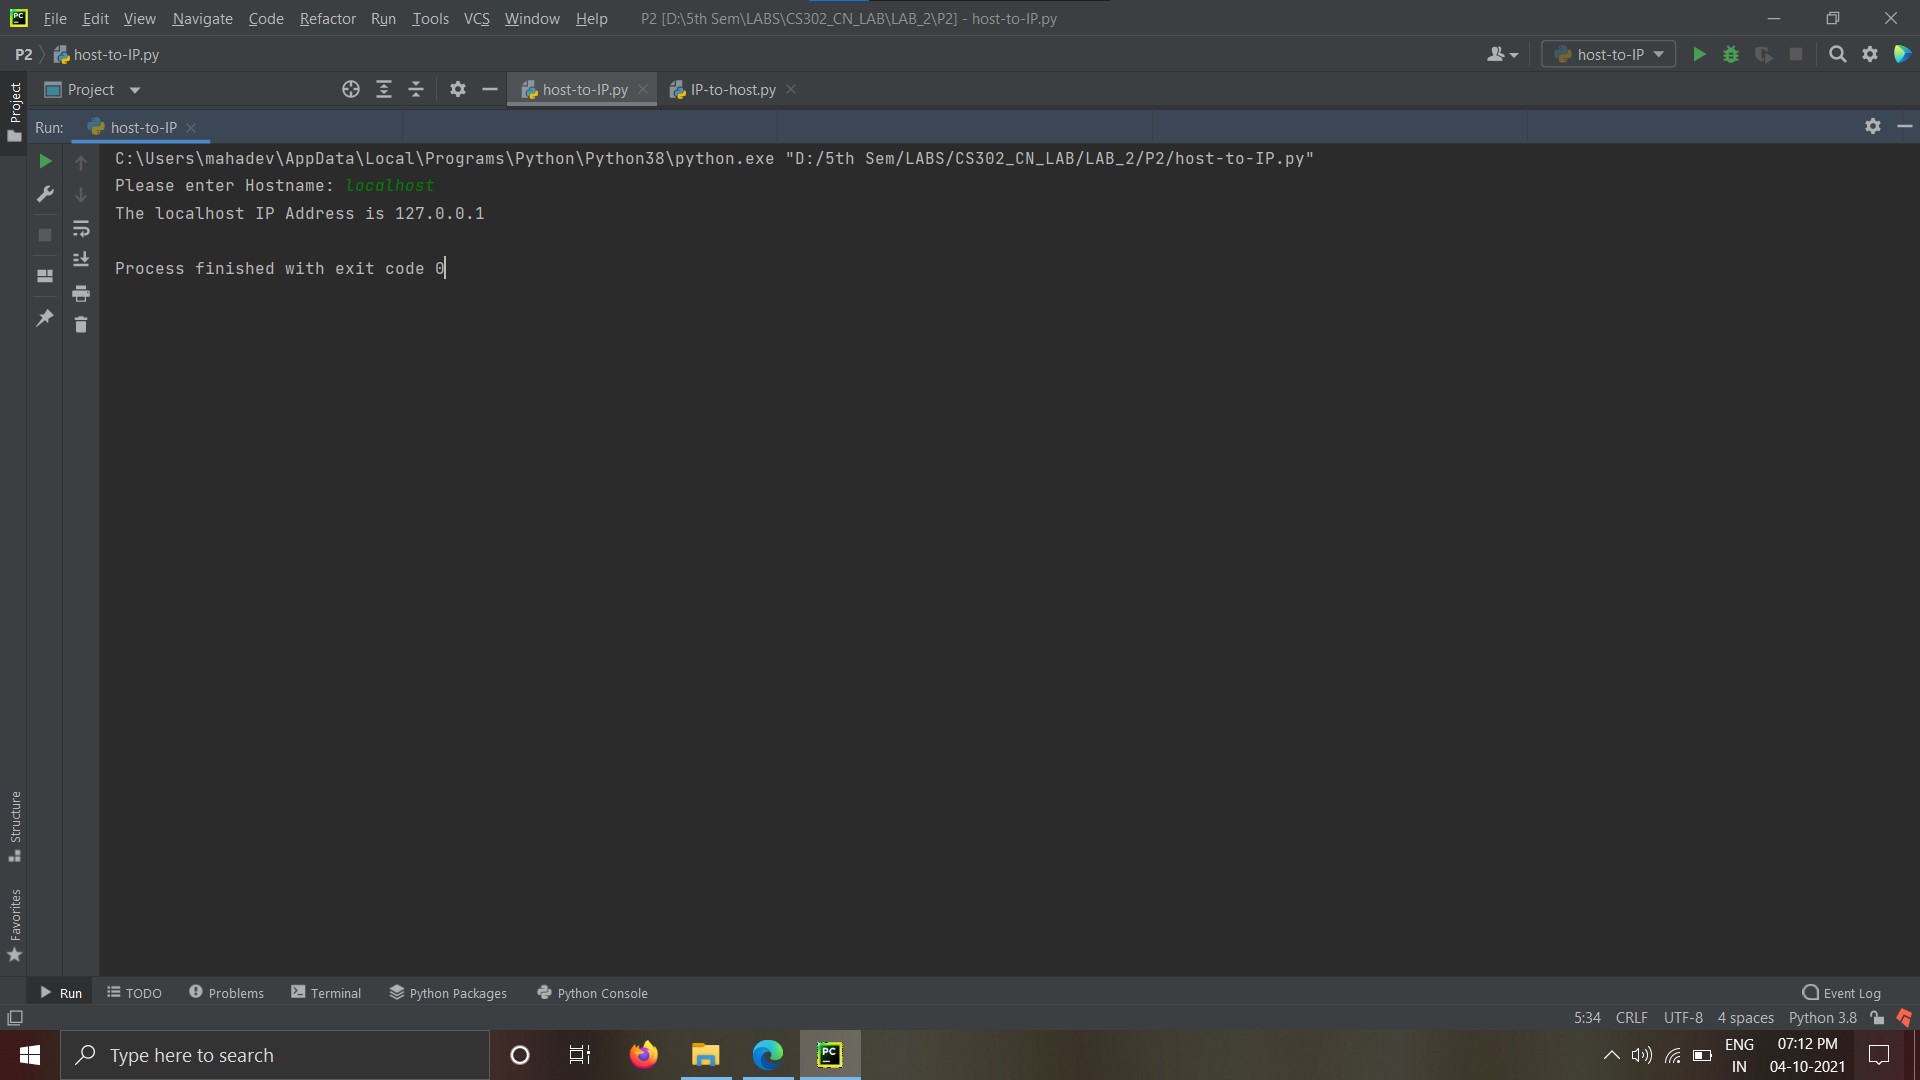 PC File Edit View Navigate Code Refactor Run Tools VCS Window Help P2 [D:\5th Sem\LABS\CS302_CN_LAB\LAB_2\P2] - host-to-IP.py
P2 host-to-IP.py host-to-IP
Project Project host-to-IP.py IP-to-host.py
Run: host-to-IP
C:\Users\mahadev\AppData\Local\Programs\Python\Python38\python.exe "D:/5th Sem/LABS/CS302_CN_LAB/LAB_2/P2/host-to-IP.py"
Please enter Hostname: localhost
The localhost IP Address is 127.0.0.1
Process finished with exit code 0
Structure
Favorites
Run TODO Problems Terminal Python Packages Python Console Event Log
5:34 CRLF UTF-8 4 spaces Python 3.8
Type here to search PC ENG 07:12 PM
IN 04-10-2021